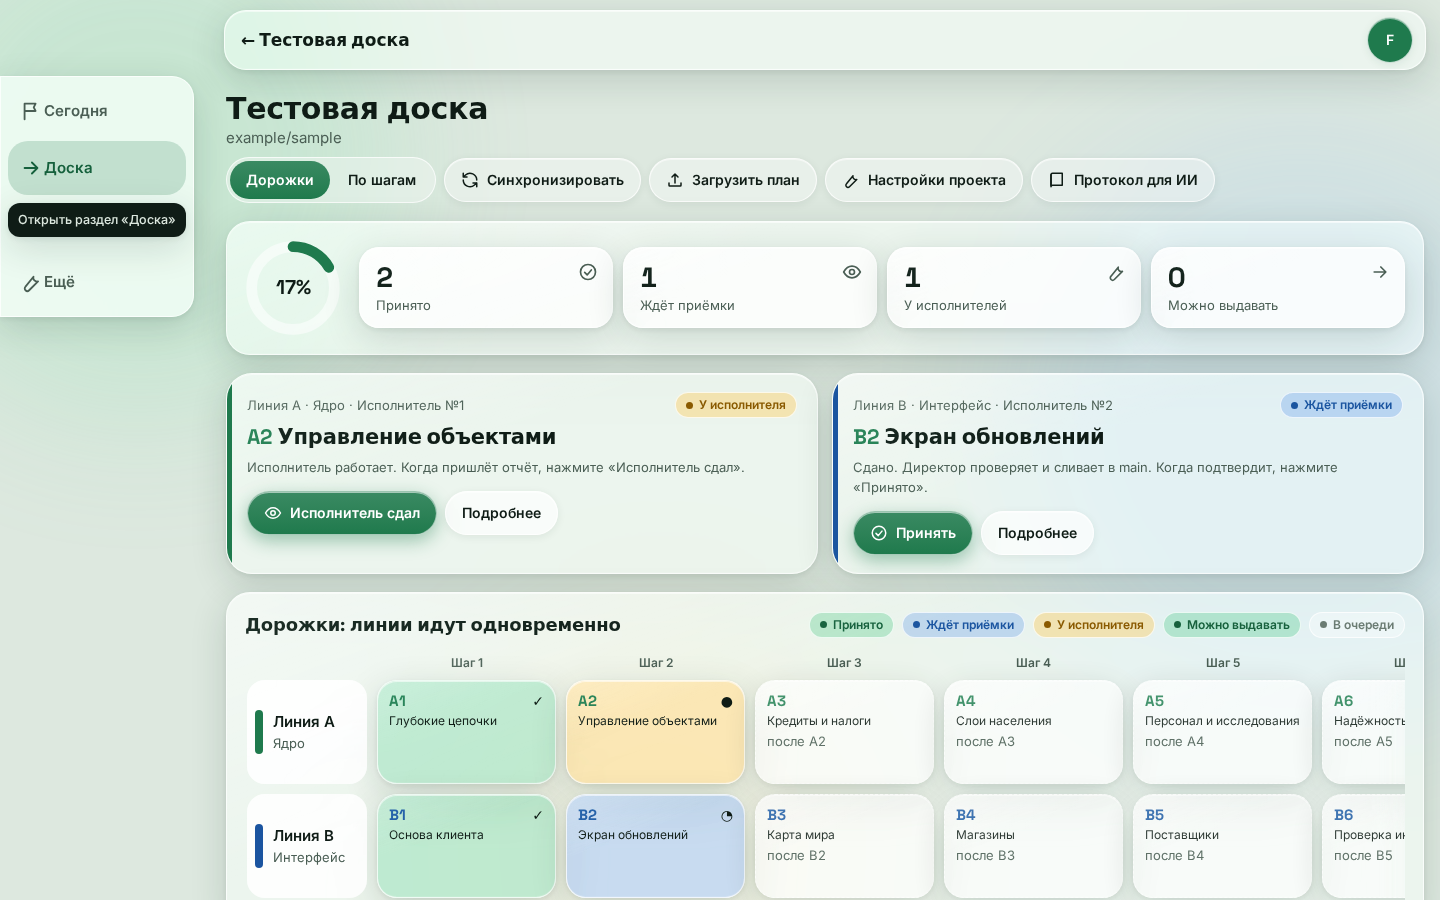 ← Тестовая доска
F
Сегодня
Доска
Открыть раздел «Доска»
Ещё
Тестовая доска
example/sample
Дорожки
По шагам
Синхронизировать
Загрузить план
Настройки проекта
Протокол для ИИ
17%
2
Принято
1
Ждёт приёмки
1
У исполнителей
0
Можно выдавать
Линия A · Ядро · Исполнитель №1
У исполнителя
A2 Управление объектами
Исполнитель работает. Когда пришлёт отчёт, нажмите «Исполнитель сдал».
Исполнитель сдал
Подробнее
Линия B · Интерфейс · Исполнитель №2
Ждёт приёмки
B2 Экран обновлений
Сдано. Директор проверяет и сливает в main. Когда подтвердит, нажмите
«Принято».
Принять
Подробнее
Дорожки: линии идут одновременно
Принято
Ждёт приёмки
У исполнителя
Можно выдавать
В очереди
Шаг 1
Шаг 2
Шаг 3
Шаг 4
Шаг 5
Линия A
Ядро
A1 ✓
Глубокие цепочки
A2
Управление объектами
A3
Кредиты и налоги
после A2
A4
Слои населения
после A3
A5
Персонал и исследования
после A4
A6
Надёжность
после A5
Линия B
Интерфейс
B1 ✓
Основа клиента
B2
Экран обновлений
B3
Карта мира
после B2
B4
Магазины
после B3
B5
Поставщики
после B4
B6
Проверка
после B5